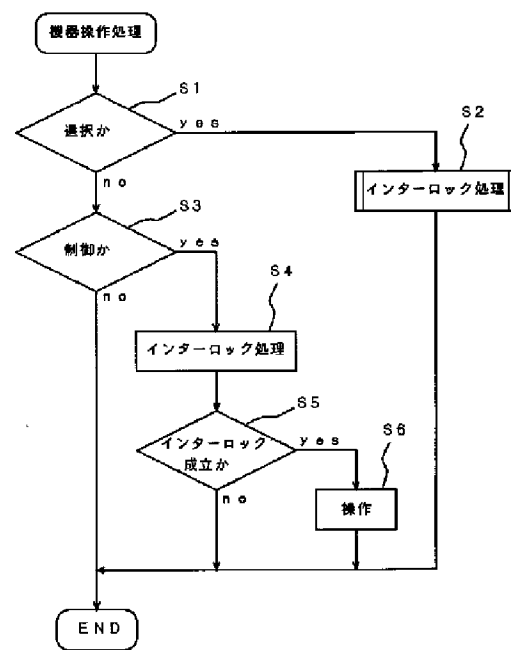 機器操作処理
S1
選択か
yes
S2
インターロック処理
no
S3
制御か
yes
no
S4
インターロック処理
S5
インターロック
成立か
yes
S6
操作
no
END